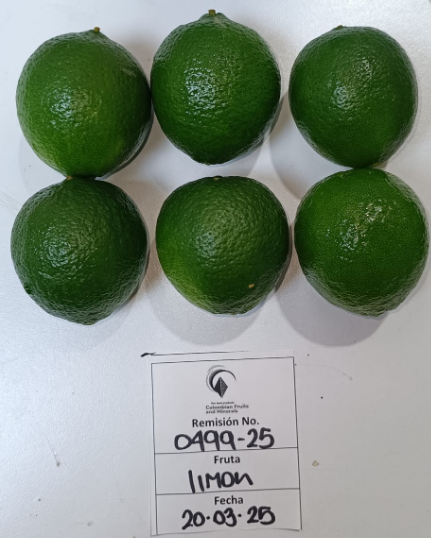 Colombian Fruits
and Minerals
Remisión No.
0499-25
Fruta
limon
Fecha
20-03-25